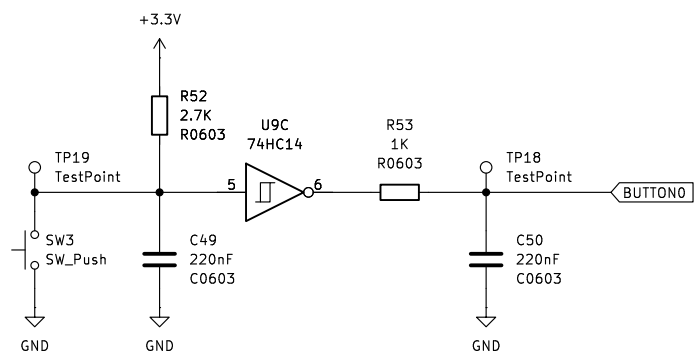 +3.3V
R52
2.7K
R0603
U9C
74HC14
R53
1K
R0603
TP19
TestPoint
TP18
TestPoint
5
6
BUTTON0
SW3
SW_Push
C49
220nF
C0603
C50
220nF
C0603
GND
GND
GND